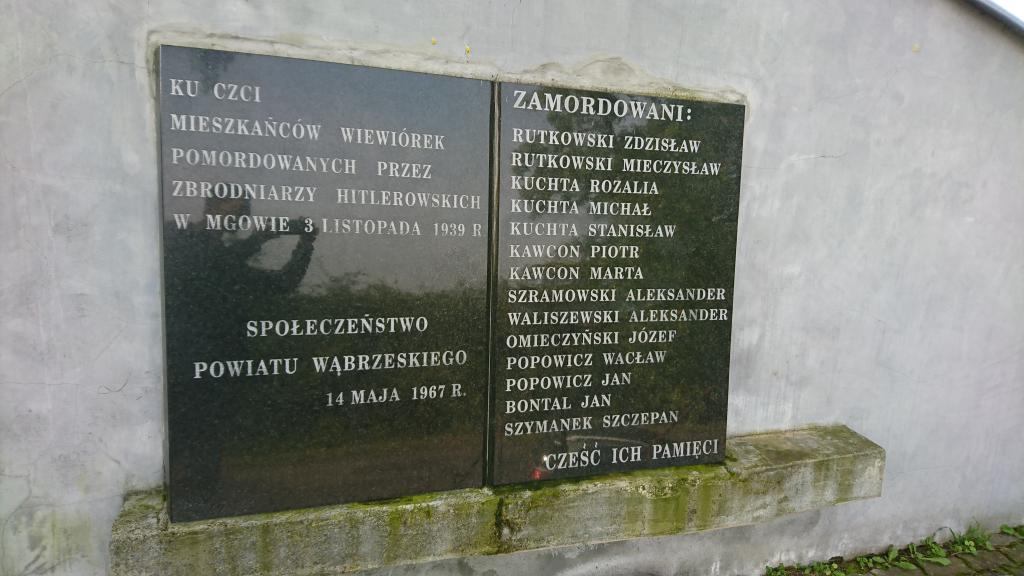 KU CZCI
MIESZKAŃCÓW WIEWIÓREK
POMORDOWANYCH PRZEZ
ZBRODNIARZY HITLEROWSKICH
W MGOWIE 3 LISTOPADA 1939 R
SPOŁECZEŃSTWO
POWIATU WĄBRZESKIEGO
14 MAJA 1967 R.
ZAMORDOWANI:
RUTKOWSKI ZDZISŁAW
RUTKOWSKI MIECZYSŁAW
KUCHTA ROZALIA
KUCHTA MICHAŁ
KUCHTA STANISŁAW
KAWCON PIOTR
KAWCON MARTA
SZRAMOWSKI ALEKSANDER
WALISZEWSKI ALEKSANDER
OMIECZYŃSKI JÓZEF
POPOWICZ WACŁAW
POPOWICZ JAN
BONTAL JAN
SZYMANEK SZCZEPAN
CZEŚĆ ICH PAMIĘCI